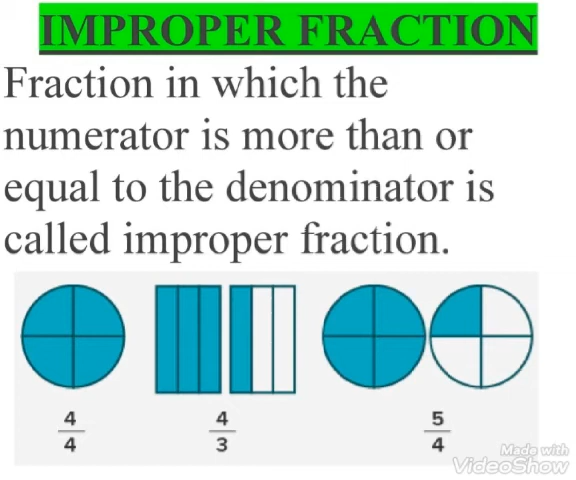 IMPROPER FRACTION
Fraction in which the
numerator is more than or
equal to the denominator is
called improper fraction.
4 4 5
4 3 4
Made with
VideoShow